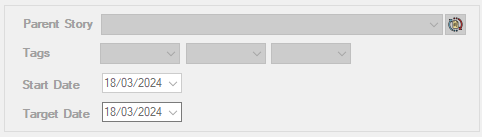 Parent Story
Tags
Start Date 18/03/2024
Target Date 18/03/2024